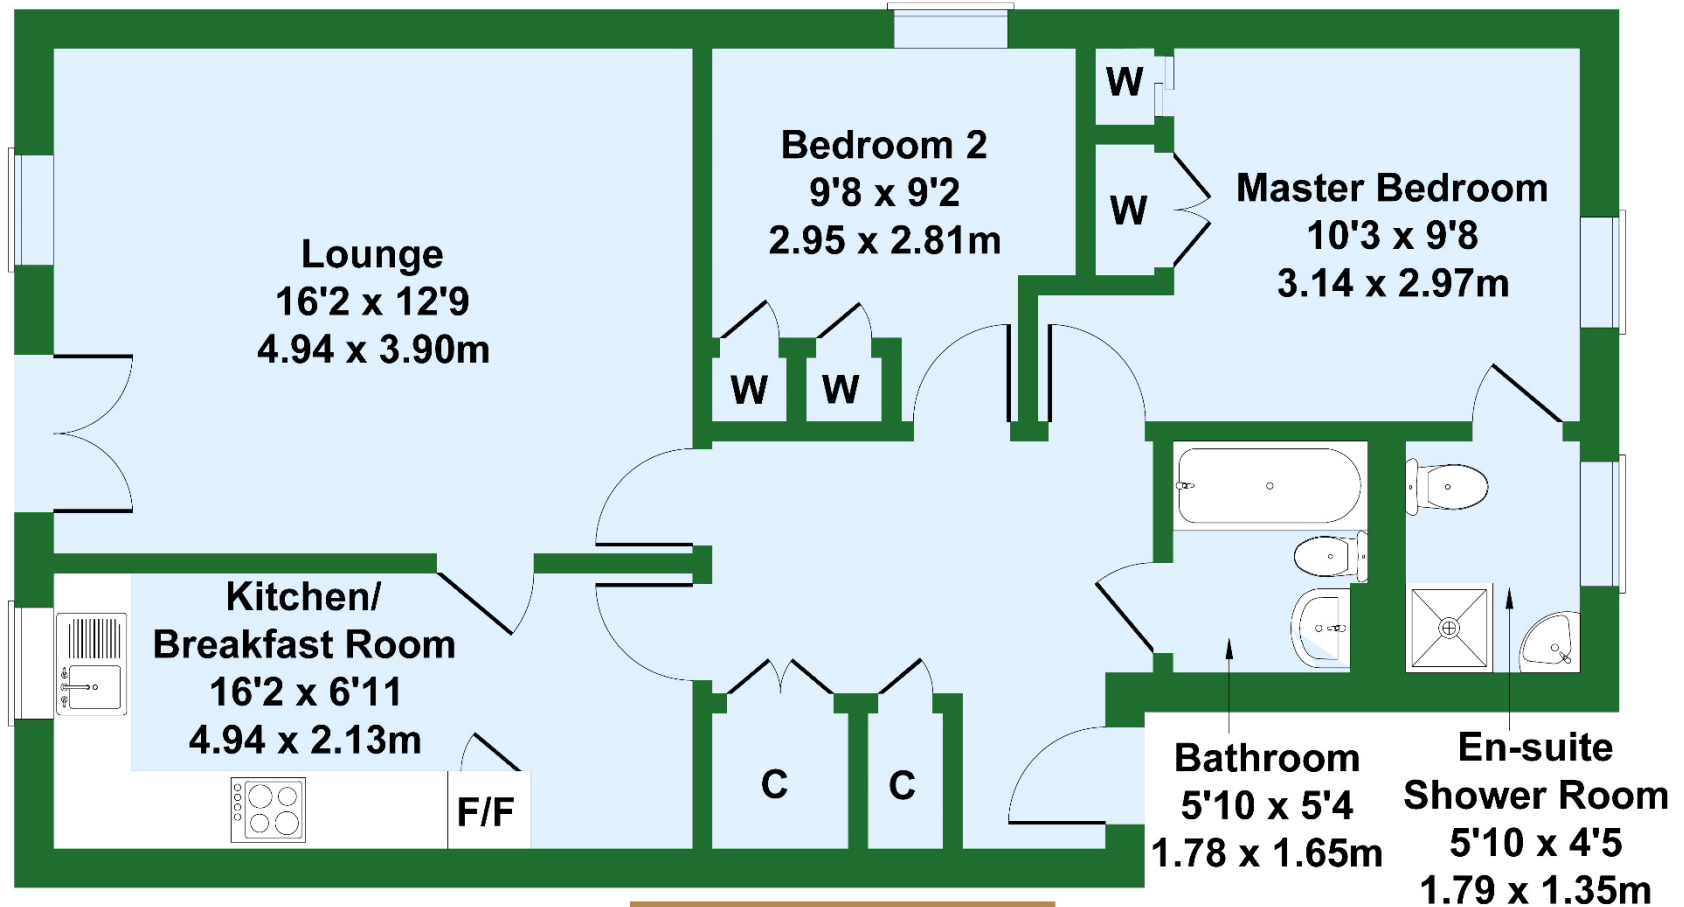 Lounge
16'2 x 12'9
4.94 x 3.90m
Bedroom 2
9'8 x 9'2
2.95 x 2.81m
W
W
W
W
Master Bedroom
10'3 x 9'8
3.14 x 2.97m
Kitchen/
Breakfast Room
16'2 x 6'11
4.94 x 2.13m
F/F
C
C
Bathroom
5'10 x 5'4
1.78 x 1.65m
En-suite
Shower Room
5'10 x 4'5
1.79 x 1.35m